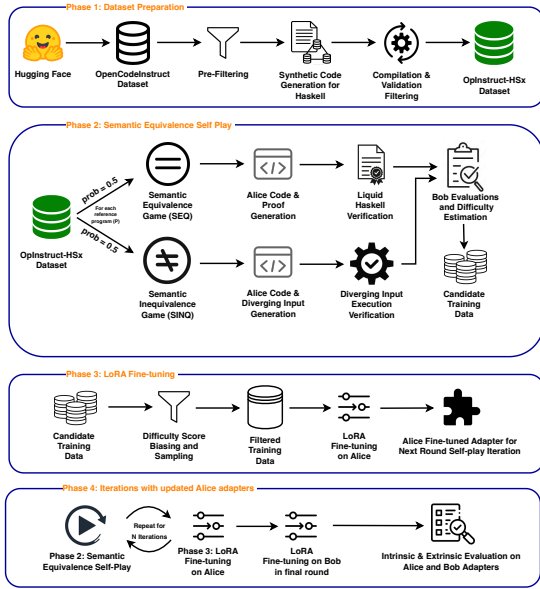 Phase 1: Dataset Preparation
Hugging Face
OpenCodeInstruct
Dataset
Pre-Filtering
Synthetic Code
Generation for
Haskell
Compilation &
Validation
Filtering
OpInstruct-HSx
Dataset
Phase 2: Semantic Equivalence Self Play
OpInstruct-HSx
Dataset
prob = 0.5
For each
reference
program (P)
prob = 0.5
Semantic
Equivalence
Game (SEQ)
Alice Code &
Proof
Generation
Liquid
Haskell
Verification
Bob Evaluations
and Difficulty
Estimation
Semantic
Inequivalence
Game (SINQ)
Alice Code &
Diverging Input
Generation
Diverging Input
Execution
Verification
Candidate
Training
Data
Phase 3: LoRA Fine-tuning
Candidate
Training
Data
Difficulty Score
Biasing and
Sampling
Filtered
Training
Data
LoRA
Fine-tuning
on Alice
Alice Fine-tuned Adapter for
Next Round Self-play Iteration
Phase 4: Iterations with updated Alice adapters
Phase 2: Semantic
Equivalence Self-Play
Repeat for
N Iterations
Phase 3: LoRA
Fine-tuning
on Alice
LoRA
Fine-tuning on Bob
in final round
Intrinsic & Extrinsic Evaluation on
Alice and Bob Adapters